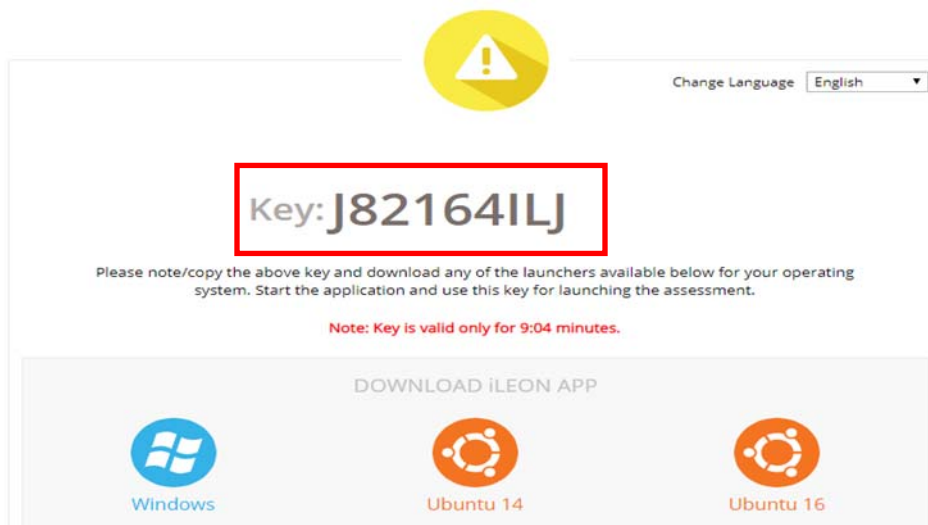 Change Language English
Key: J82164ILJ
Please note/copy the above key and download any of the launchers available below for your operating
system. Start the application and use this key for launching the assessment.
Note: Key is valid only for 9:04 minutes.
DOWNLOAD iLEON APP
Windows Ubuntu 14 Ubuntu 16